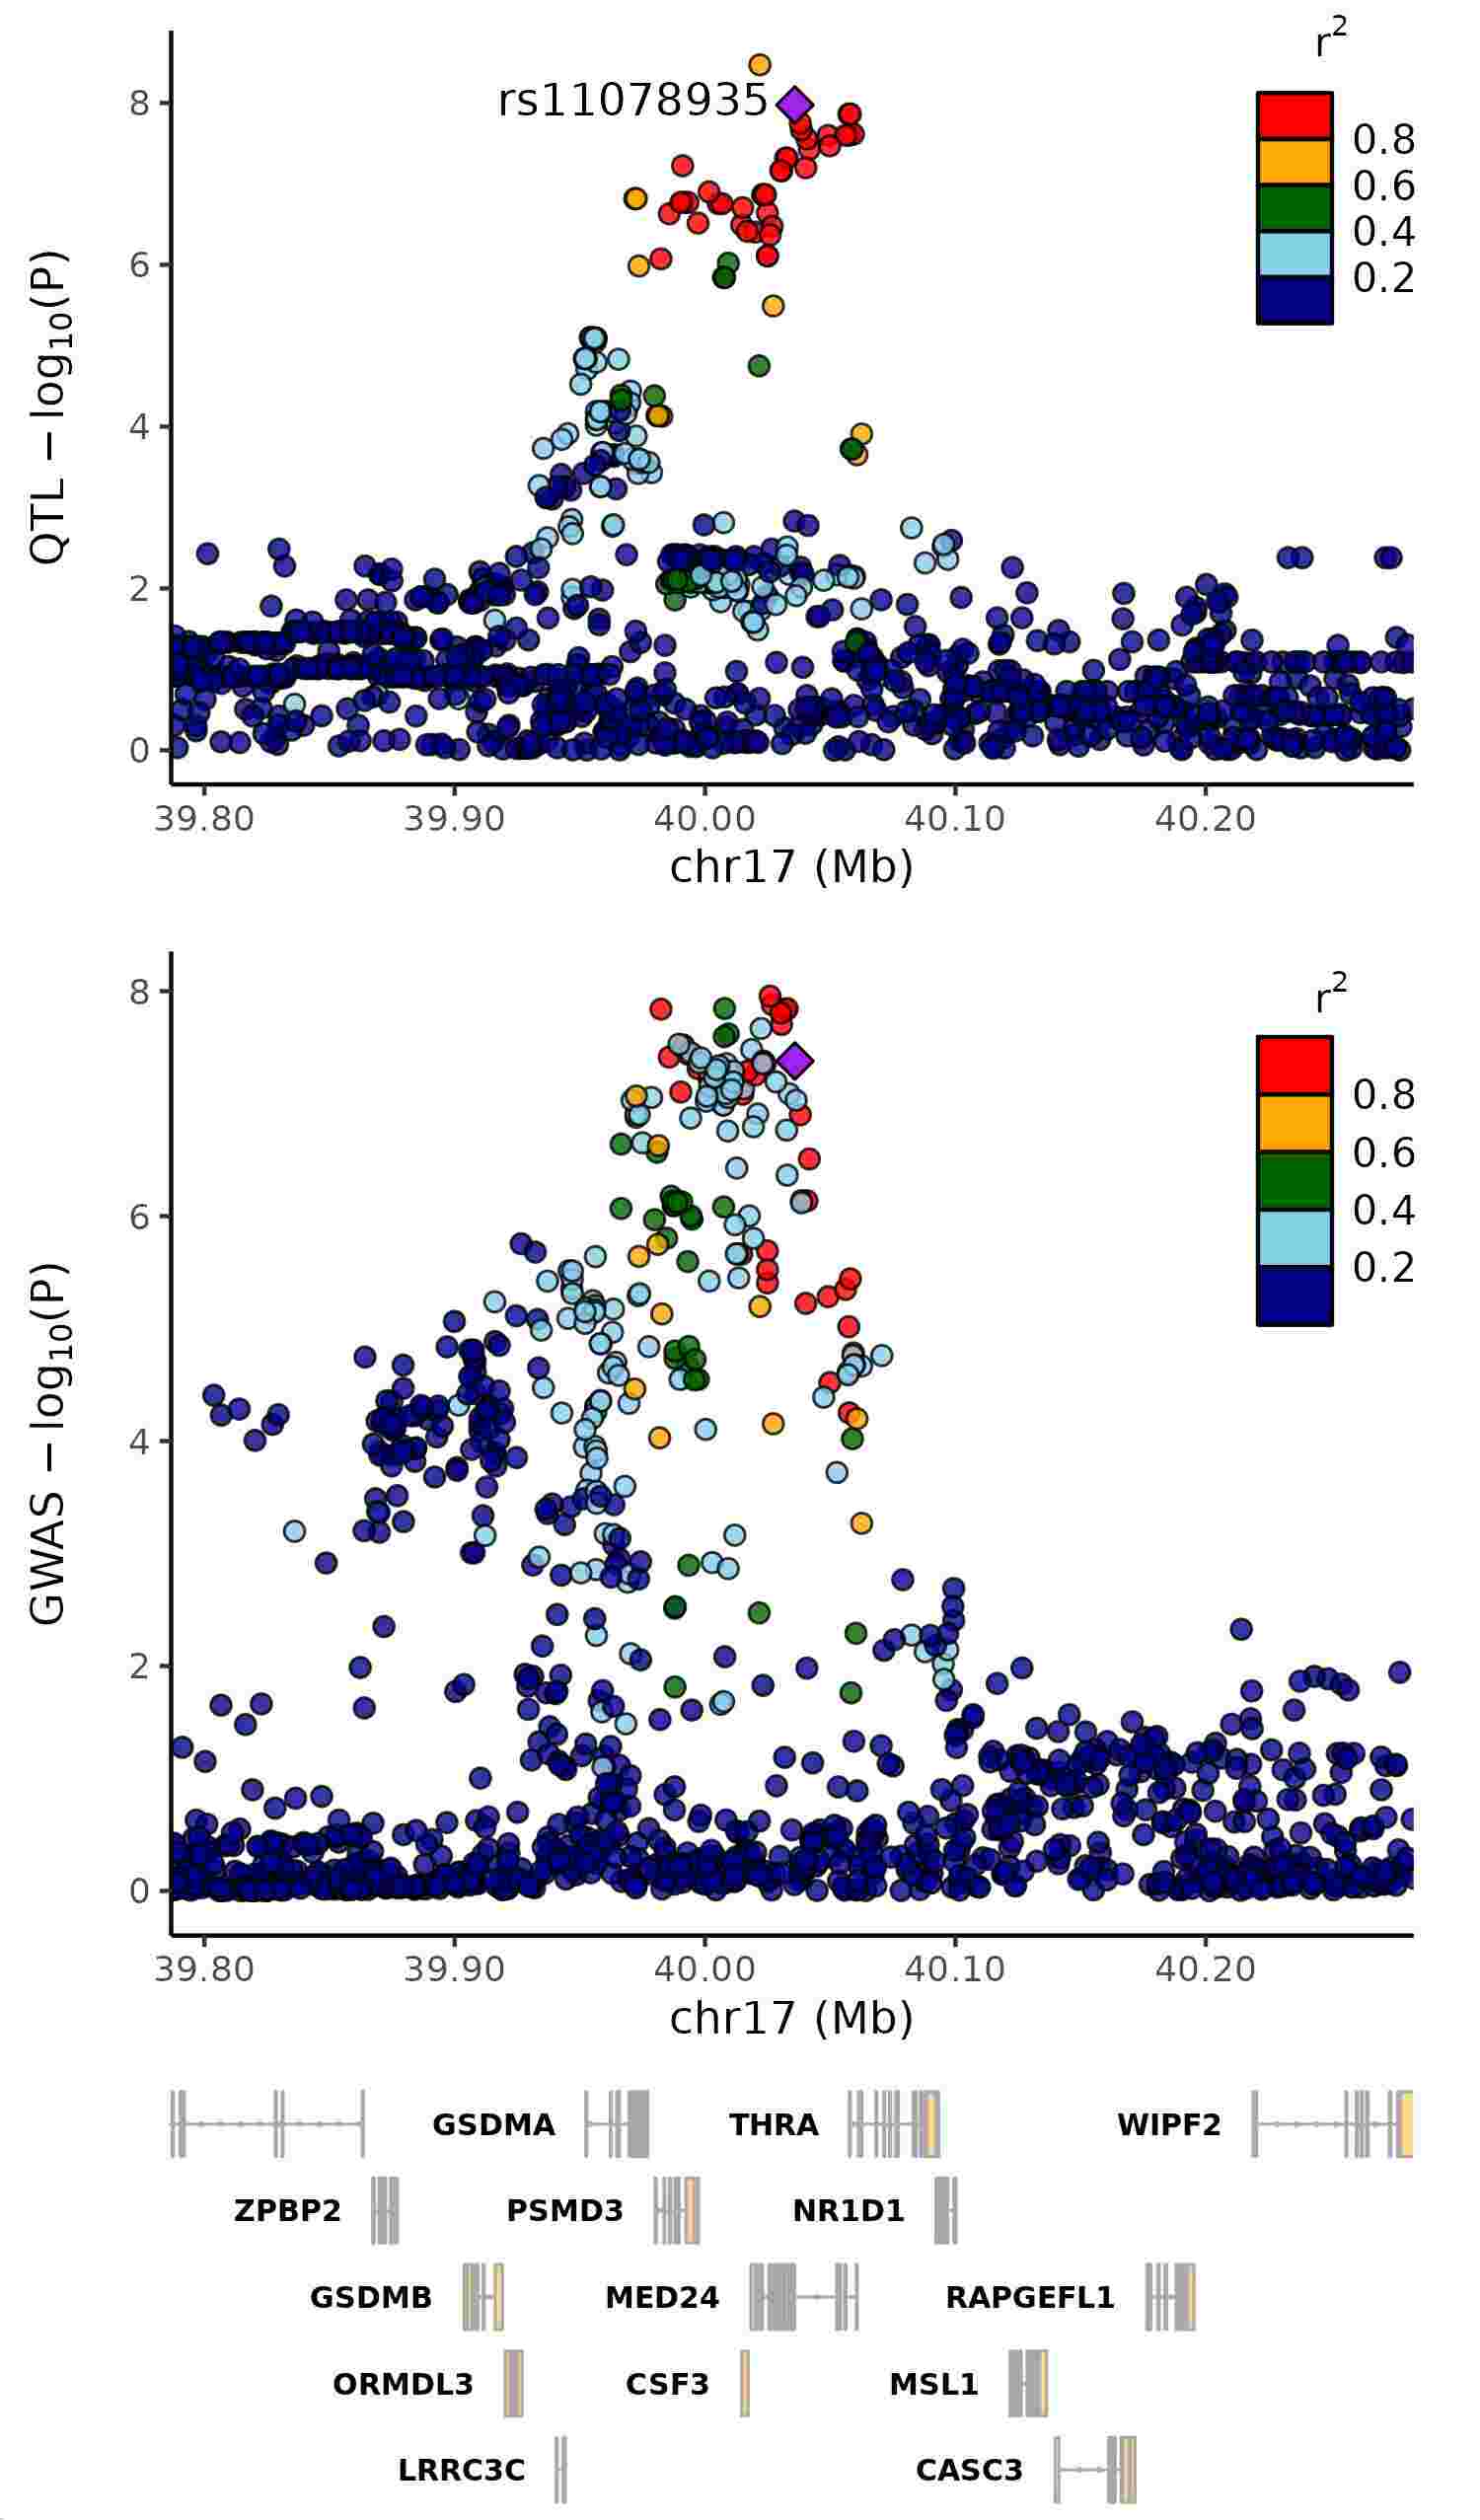 r2
8
rs11078935
0.8
0.6
0.4
0.2
6
4
2
0
QTL −log10(P)
39.80 39.90 40.00 40.10 40.20
chr17 (Mb)
r2
8
0.8
0.6
0.4
0.2
6
4
2
0
GWAS −log10(P)
39.80 39.90 40.00 40.10 40.20
chr17 (Mb)
GSDMA THRA WIPF2
ZPBP2 PSMD3 NR1D1
GSDMB MED24 RAPGEFL1
ORMDL3 CSF3 MSL1
LRRC3C CASC3